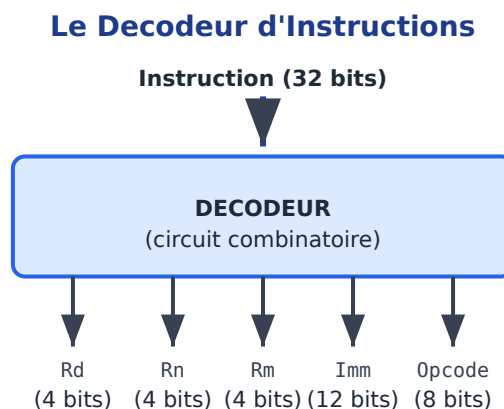 Le Decodeur d'Instructions
Instruction (32 bits)
DECODEUR
(circuit combinatoire)
Rd Rn Rm Imm Opcode
(4 bits) (4 bits) (4 bits) (12 bits) (8 bits)